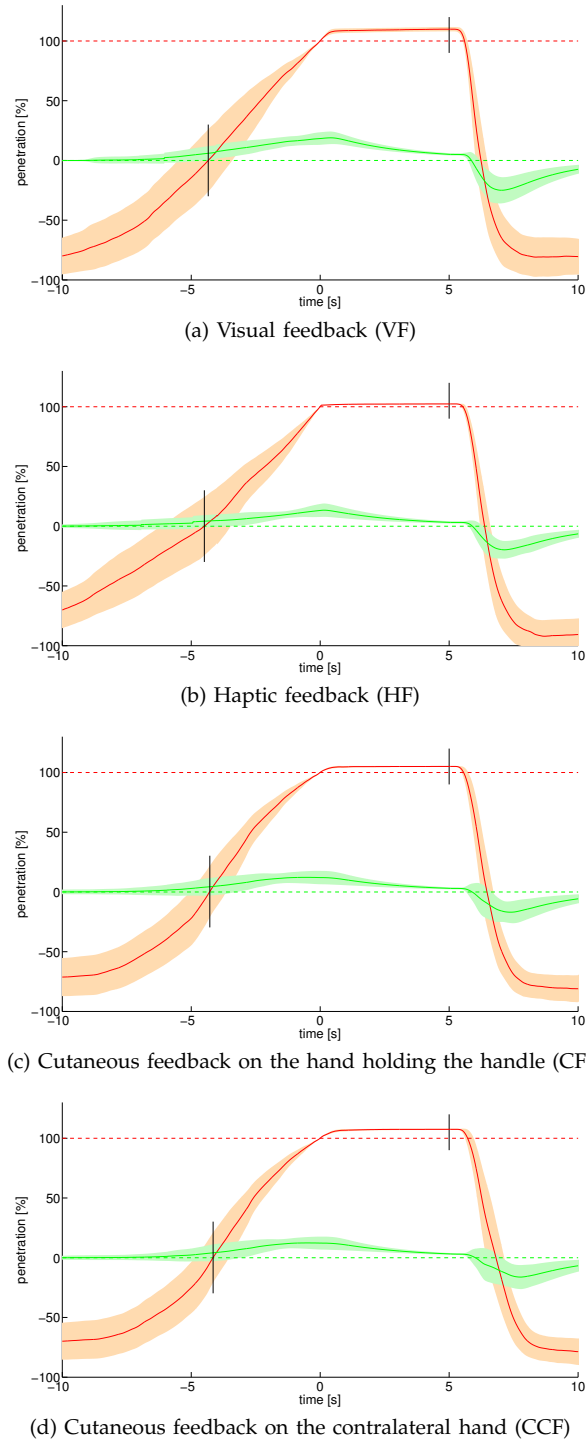 100
50
0
−50
−100
penetration [%]
−10 −5 0 5 10
time [s]
(a) Visual feedback (VF)
100
50
0
−50
−100
penetration [%]
−10 −5 0 5 10
time [s]
(b) Haptic feedback (HF)
100
50
0
−50
−100
penetration [%]
−10 −5 0 5 10
time [s]
(c) Cutaneous feedback on the hand holding the handle (CF
100
50
0
−50
−100
penetration [%]
−10 −5 0 5 10
time [s]
(d) Cutaneous feedback on the contralateral hand (CCF)